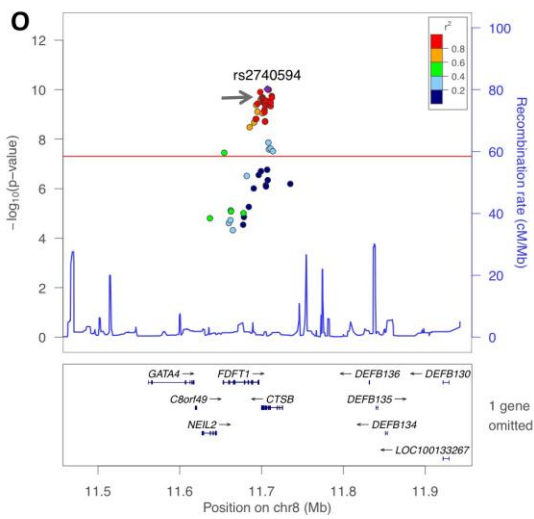 O
r²
0.8
0.6
0.4
0.2
rs2740594
12
10
8
6
4
2
0
−log₁₀(p−value)
100
80
60
40
20
0
Recombination rate (cM/Mb)
GATA4 → FDFT1 → ← DEFB136 ← DEFB130
C8orf49 → ← CTSB DEFB135 →
NEIL2 → ← DEFB134
← LOC100133267
1 gene
omitted
11.5 11.6 11.7 11.8 11.9
Position on chr8 (Mb)